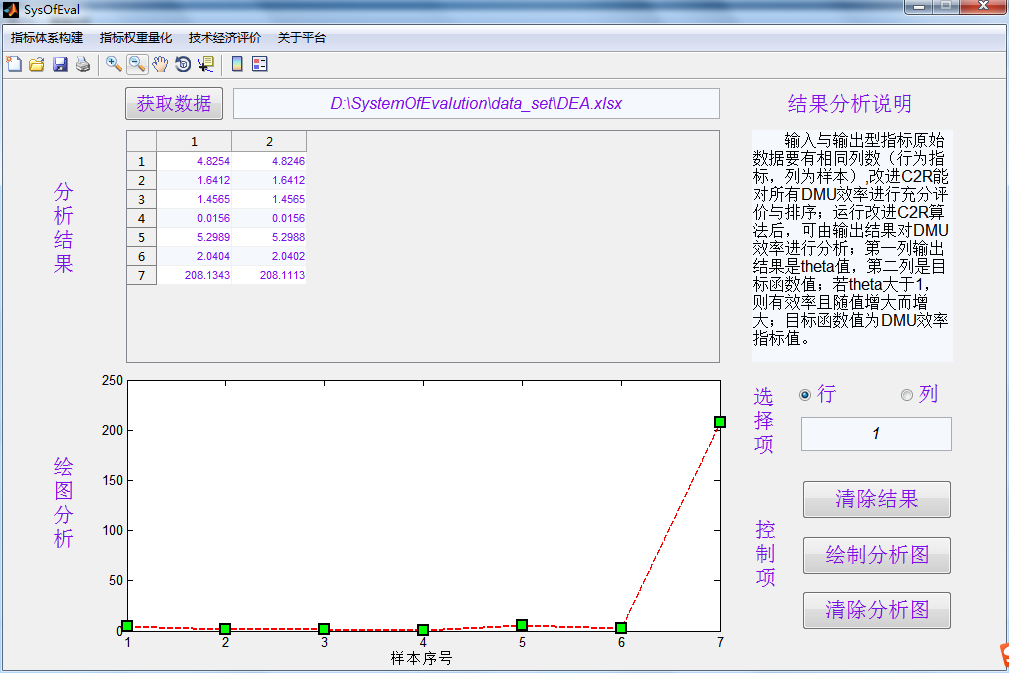 SysOfEval
指标体系构建 指标权重量化 技术经济评价 关于平台
获取数据 D:\SystemOfEvalution\data_set\DEA.xlsx
1 2
1 4.8254 4.8246
2 1.6412 1.6412
3 1.4565 1.4565
4 0.0156 0.0156
5 5.2989 5.2988
6 2.0404 2.0402
7 208.1343 208.1113
分析结果
结果分析说明
输入与输出型指标原始
数据要有相同列数（行为指
标，列为样本）,改进C2R能
对所有DMU效率进行充分评
价与排序；运行改进C2R算
法后，可由输出结果对DMU
效率进行分析；第一列输出
结果是theta值，第二列是目
标函数值；若theta大于1，
则有效率且随值增大而增
大；目标函数值为DMU效率
指标值。
绘图分析
250
200
150
100
50
0
1 2 3 4 5 6 7
样本序号
选择项
行 列
1
控制项
清除结果
绘制分析图
清除分析图